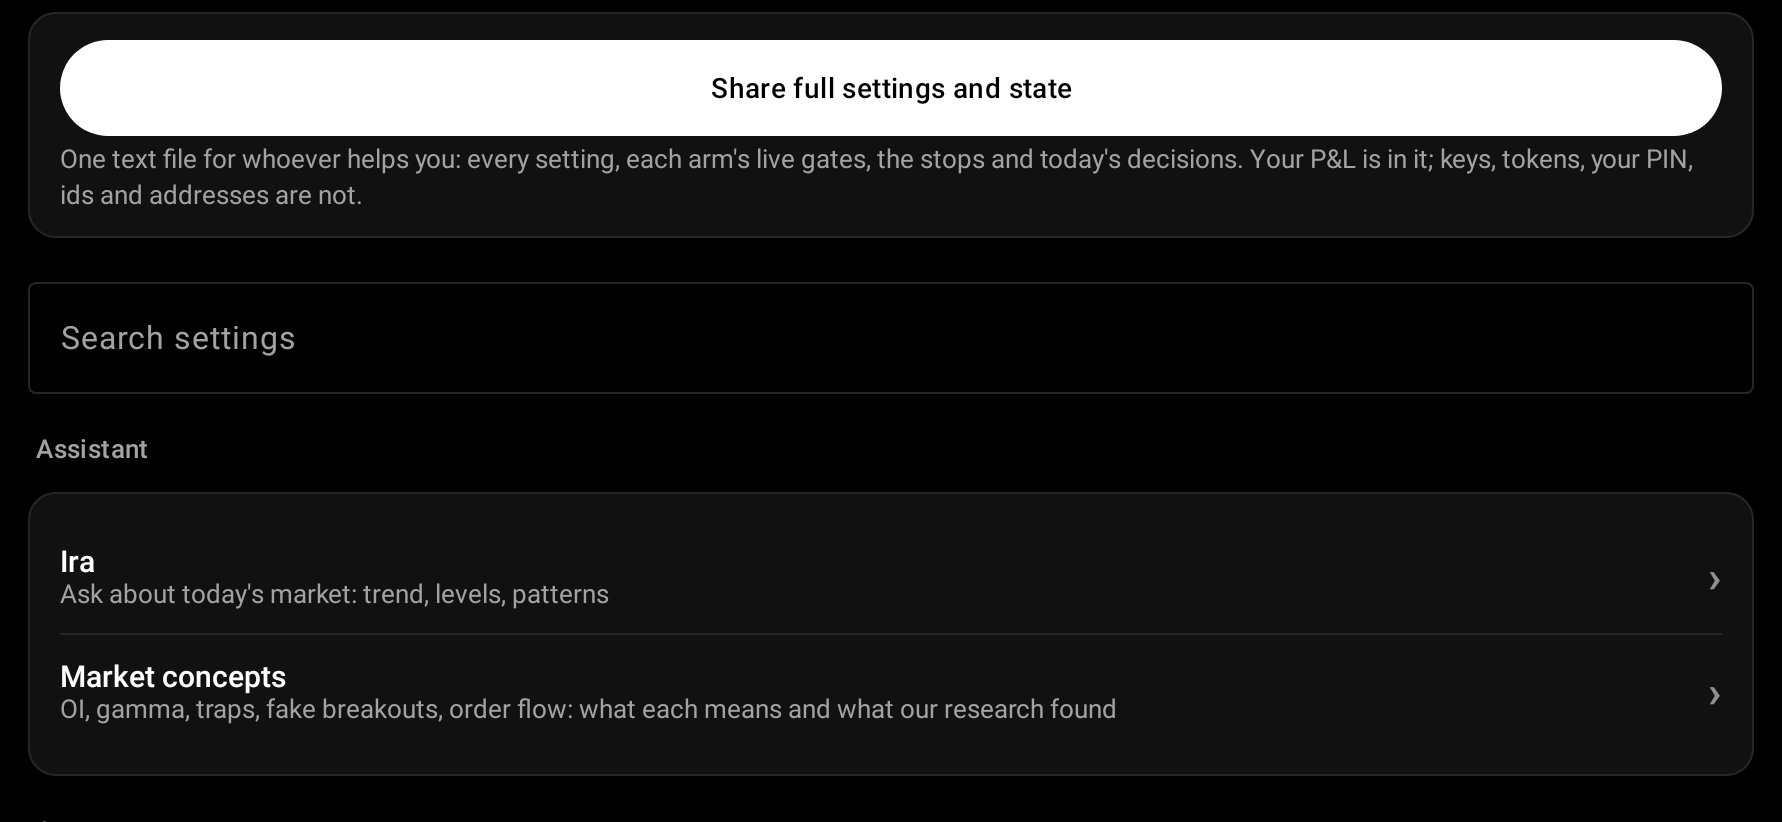 Share full settings and state
One text file for whoever helps you: every setting, each arm's live gates, the stops and today's decisions. Your P&L is in it; keys, tokens, your PIN,
ids and addresses are not.
Search settings
Assistant
Ira
Ask about today's market: trend, levels, patterns
❯
Market concepts
OI, gamma, traps, fake breakouts, order flow: what each means and what our research found
❯